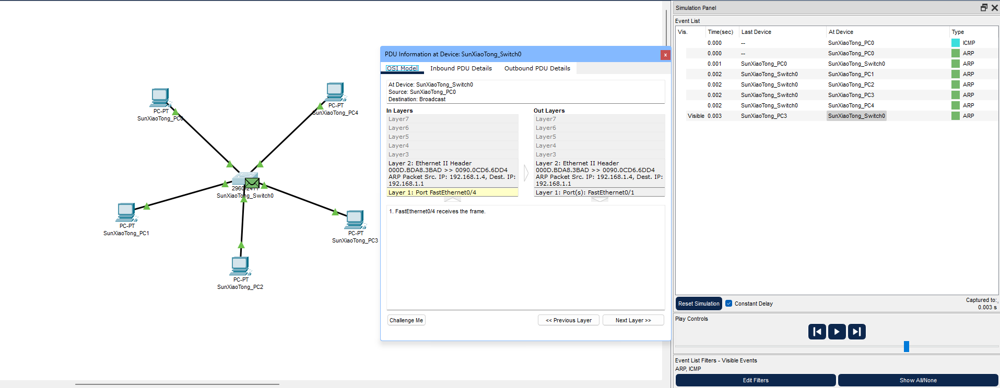 PC-PT
SunXiaoTong_PC0
PC-PT
SunXiaoTong_PC4
SunXiaoTong_Switch0
PC-PT
SunXiaoTong_PC1
PC-PT
SunXiaoTong_PC3
PC-PT
SunXiaoTong_PC2
PDU Information at Device: SunXiaoTong_Switch0
x
OSI Model Inbound PDU Details Outbound PDU Details
At Device: SunXiaoTong_Switch0
Source: SunXiaoTong_PC0
Destination: Broadcast
In Layers
Layer7
Layer6
Layer5
Layer4
Layer3
Layer 2: Ethernet II Header
000D.BDA8.3BAD >> 0090.0CD6.6DD4
ARP Packet Src. IP: 192.168.1.4, Dest. IP:
192.168.1.1
Layer 1: Port FastEthernet0/4
Out Layers
Layer7
Layer6
Layer5
Layer4
Layer3
Layer 2: Ethernet II Header
000D.BDA8.3BAD >> 0090.0CD6.6DD4
ARP Packet Src. IP: 192.168.1.4, Dest. IP:
192.168.1.1
Layer 1: Port(s): FastEthernet0/1
1. FastEthernet0/4 receives the frame.
Challenge Me << Previous Layer Next Layer >>
Simulation Panel
Event List
Vis. Time(sec) Last Device At Device Type
0.000 -- SunXiaoTong_PC0 ICMP
0.000 -- SunXiaoTong_PC0 ARP
0.001 SunXiaoTong_PC0 SunXiaoTong_Switch0 ARP
0.002 SunXiaoTong_Switch0 SunXiaoTong_PC1 ARP
0.002 SunXiaoTong_Switch0 SunXiaoTong_PC2 ARP
0.002 SunXiaoTong_Switch0 SunXiaoTong_PC3 ARP
0.002 SunXiaoTong_Switch0 SunXiaoTong_PC4 ARP
Visible 0.003 SunXiaoTong_PC3 SunXiaoTong_Switch0 ARP
Reset Simulation Constant Delay
Captured to:
0.003 s
Play Controls
Event List Filters - Visible Events
ARP, ICMP
Edit Filters Show All/None